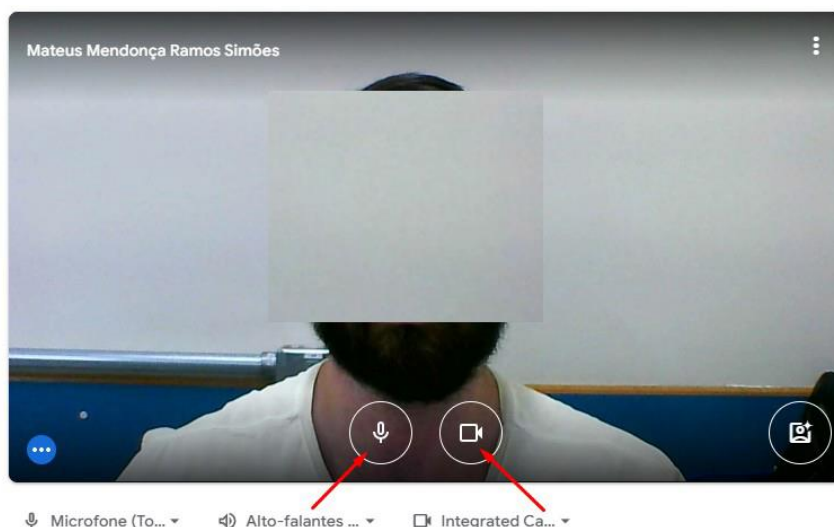 Mateus Mendonça Ramos Simões
Microfone (To... Alto-falantes ... Integrated Ca...